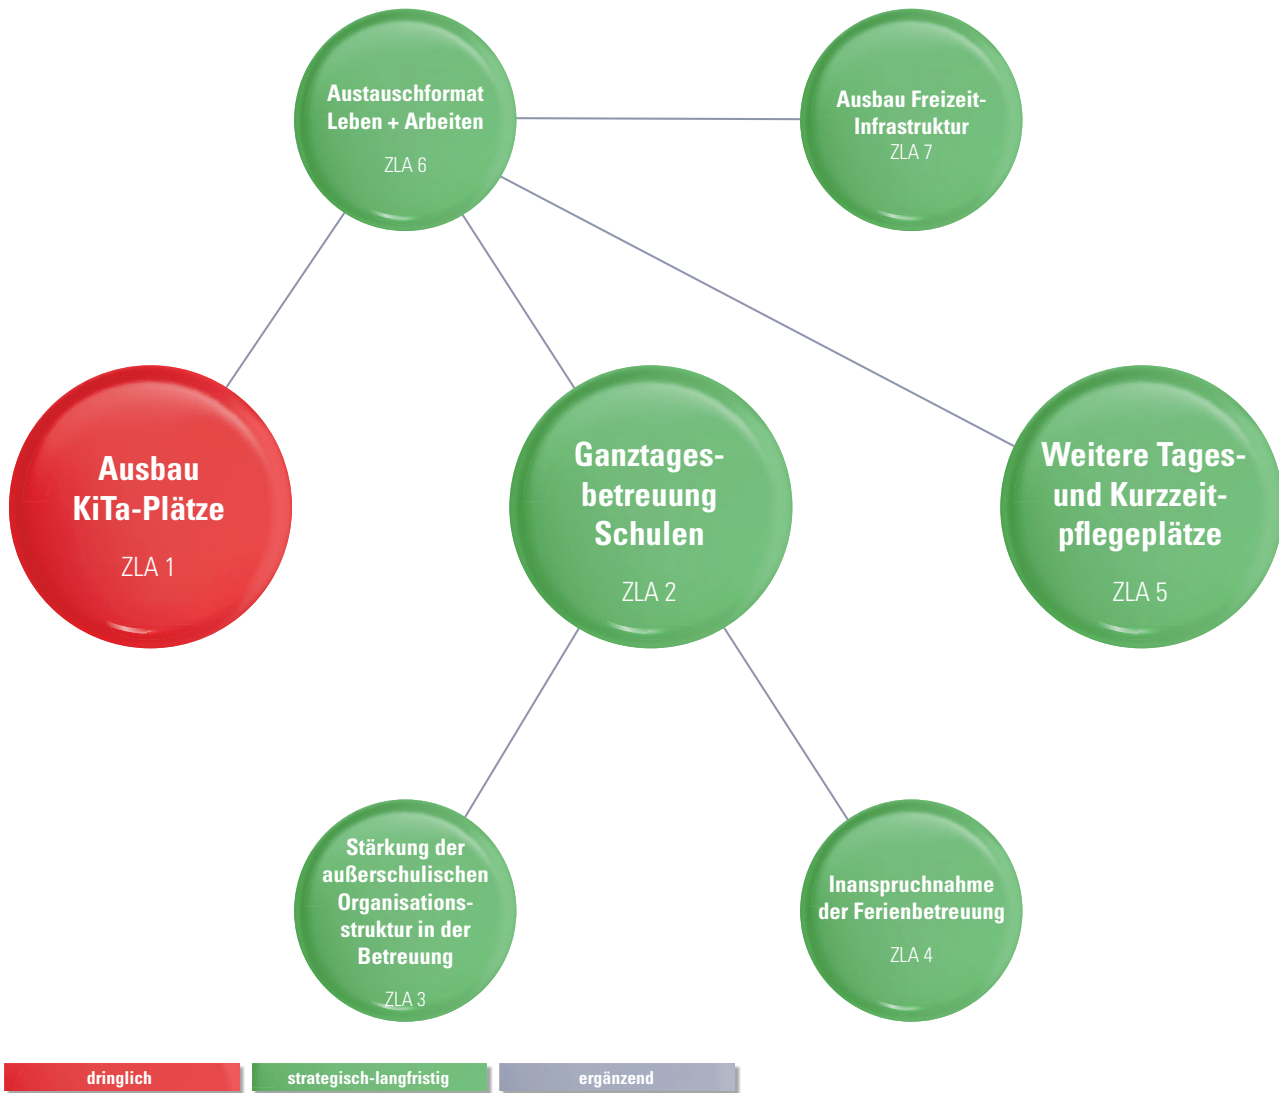 Austauschformat
Leben + Arbeiten
ZLA 6
Ausbau Freizeit-
Infrastruktur
ZLA 7
Ausbau
KiTa-Plätze
ZLA 1
Ganztages-
betreuung
Schulen
ZLA 2
Weitere Tages-
und Kurzzeit-
pflegeplätze
ZLA 5
Stärkung der
außerschulischen
Organisations-
struktur in der
Betreuung
ZLA 3
Inanspruchnahme
der Ferienbetreuung
ZLA 4
dringlich
strategisch-langfristig
ergänzend